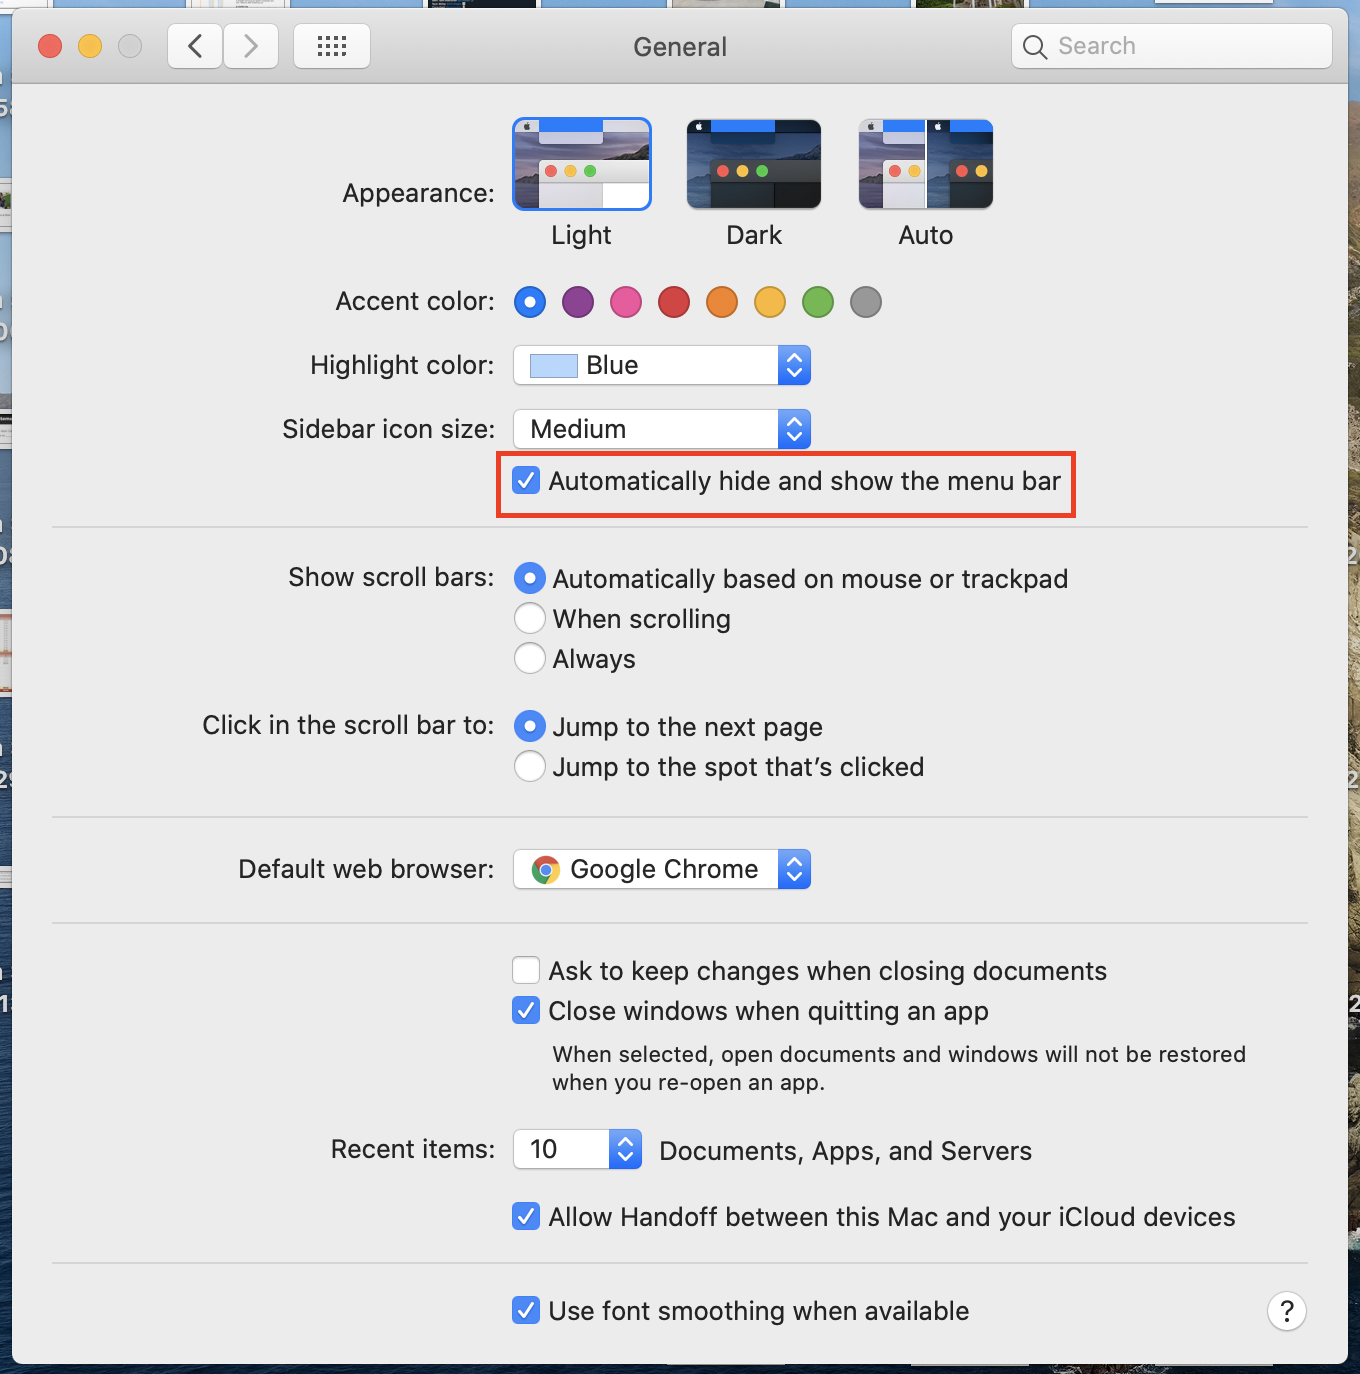 General
Search
Appearance:
Light
Dark
Auto
Accent color:
Highlight color:
Blue
Sidebar icon size:
Medium
Automatically hide and show the menu bar
Show scroll bars:
Automatically based on mouse or trackpad
When scrolling
Always
Click in the scroll bar to:
Jump to the next page
Jump to the spot that’s clicked
Default web browser:
Google Chrome
Ask to keep changes when closing documents
Close windows when quitting an app
When selected, open documents and windows will not be restored
when you re-open an app.
Recent items:
10
Documents, Apps, and Servers
Allow Handoff between this Mac and your iCloud devices
Use font smoothing when available
?